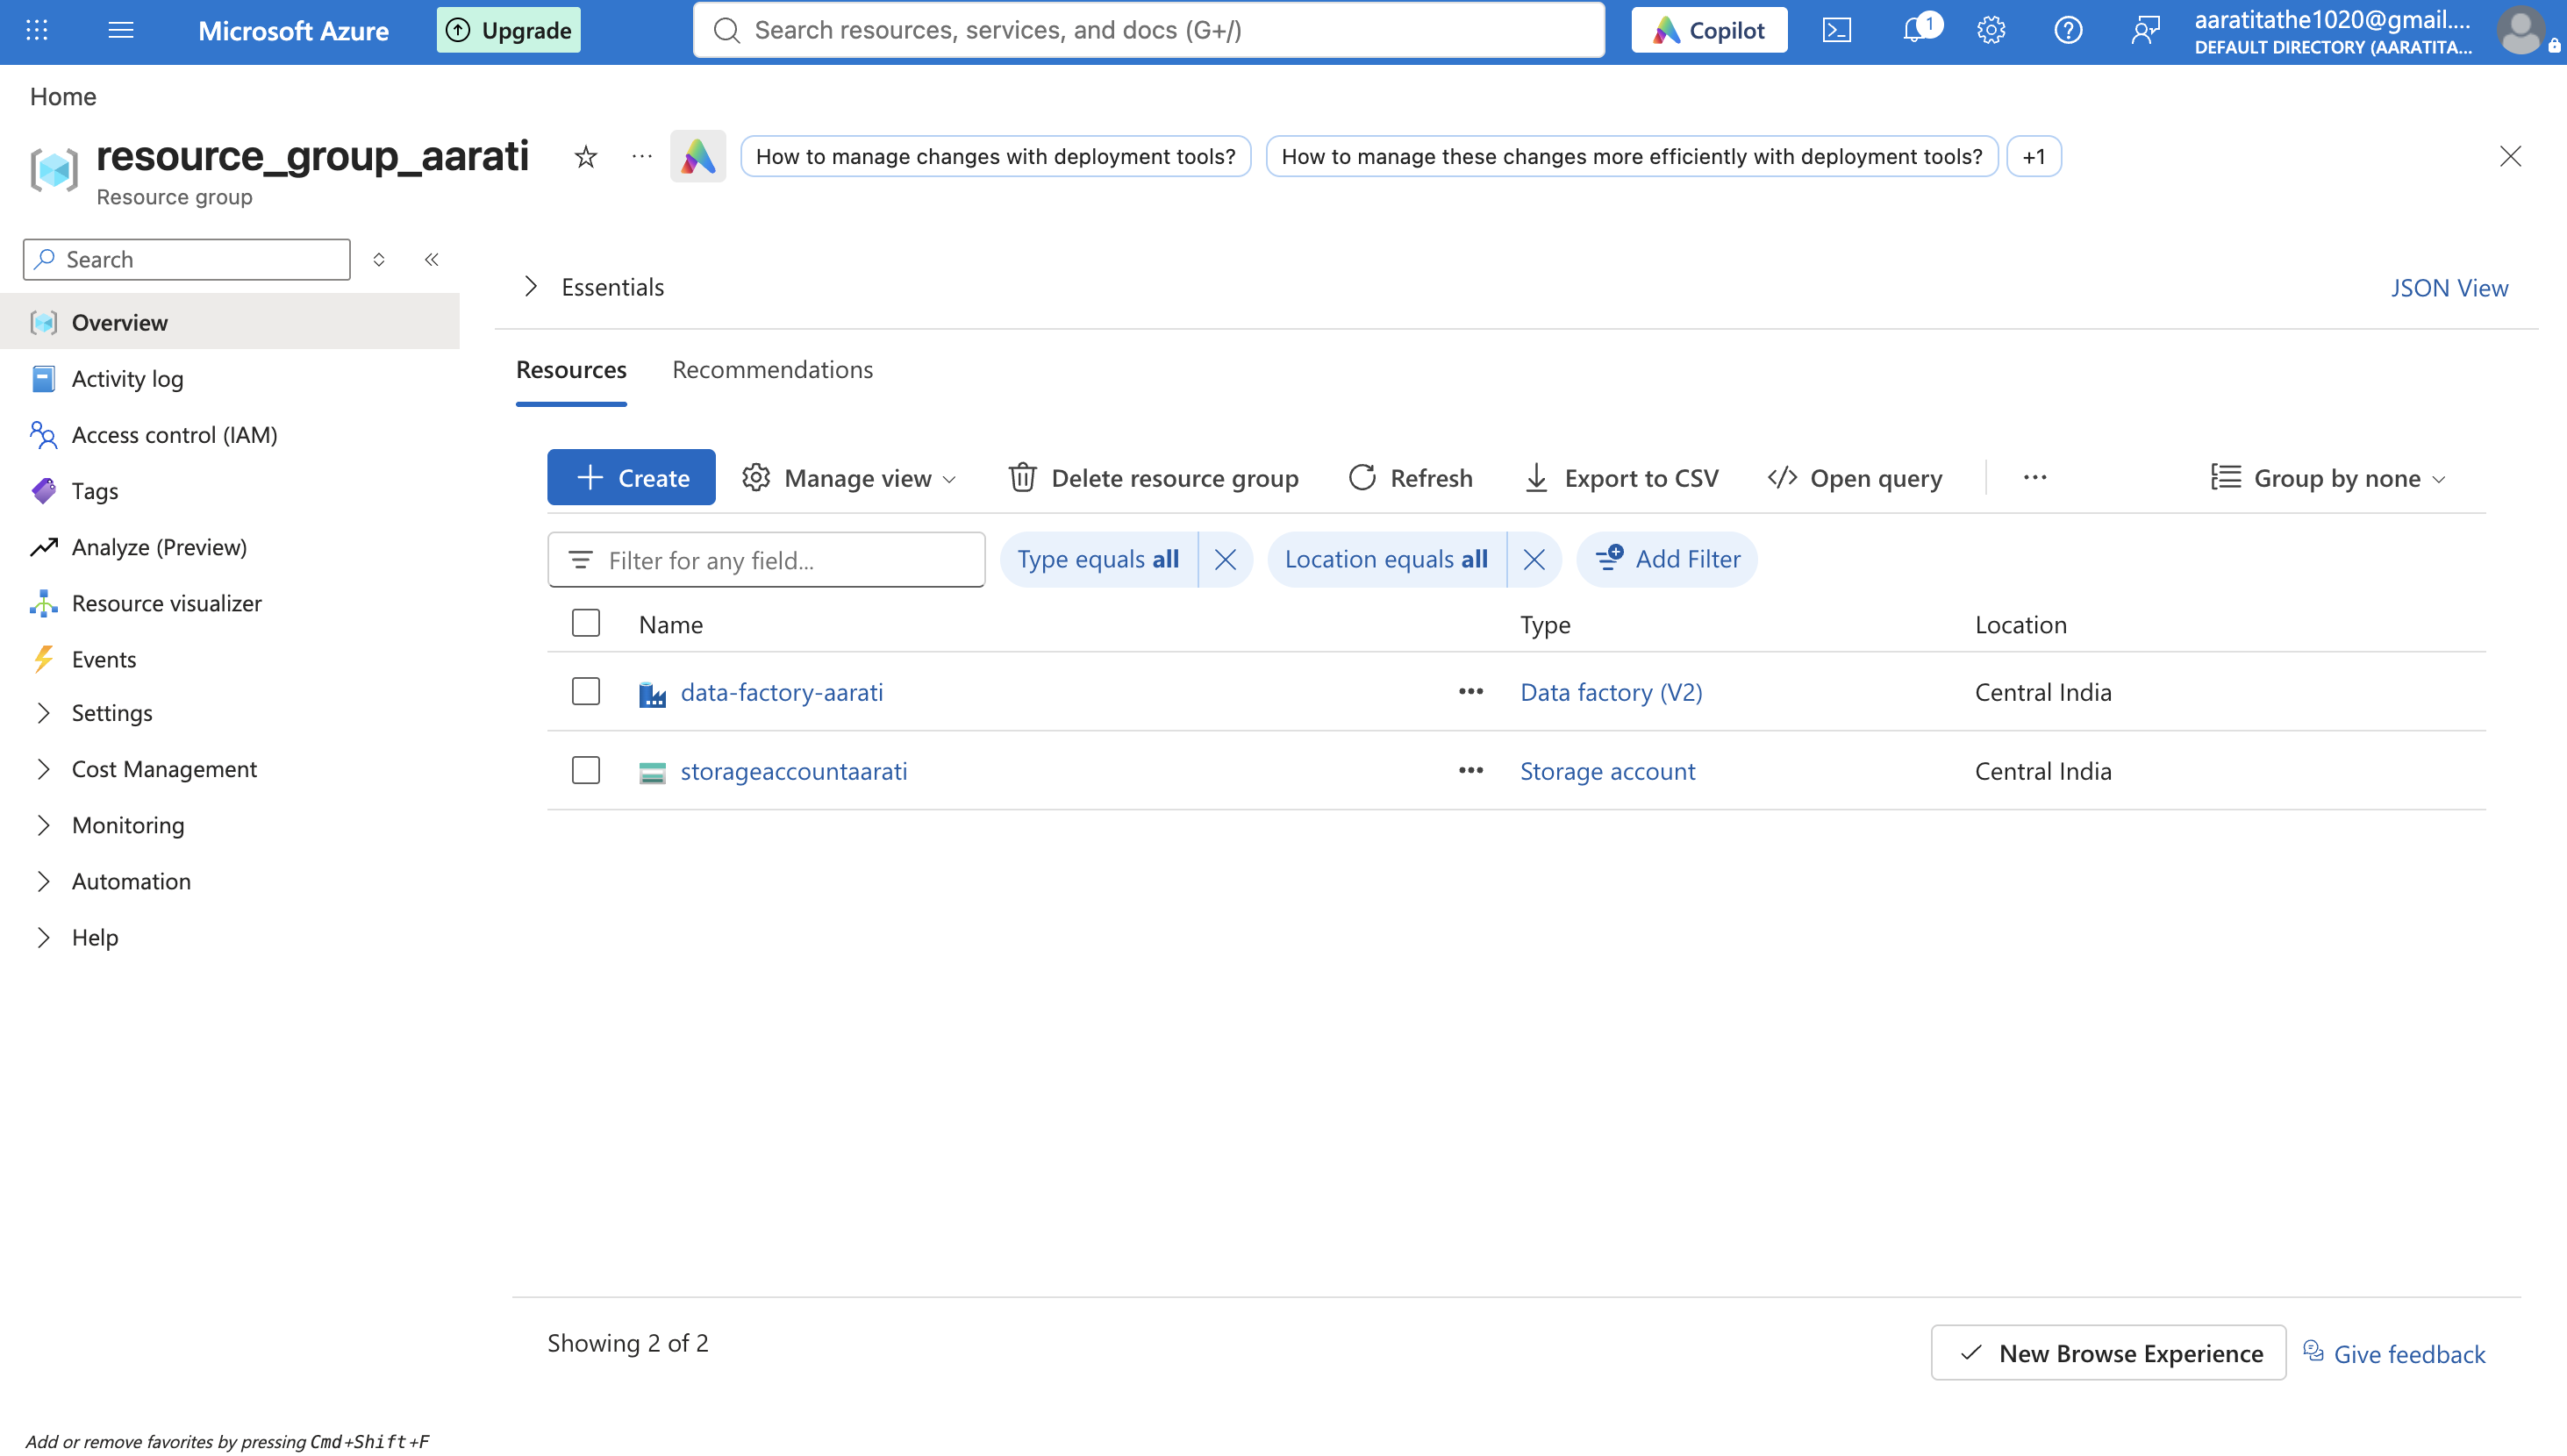 Microsoft Azure
Upgrade
Search resources, services, and docs (G+/)
Copilot
1
aaratitathe1020@gmail....
DEFAULT DIRECTORY (AARATITA...
Home
resource_group_aarati
Resource group
How to manage changes with deployment tools?
How to manage these changes more efficiently with deployment tools?
+1
Search
Overview
Activity log
Access control (IAM)
Tags
Analyze (Preview)
Resource visualizer
Events
Settings
Cost Management
Monitoring
Automation
Help
Add or remove favorites by pressing Cmd+Shift+F
Essentials
JSON View
Resources
Recommendations
Create
Manage view
Delete resource group
Refresh
Export to CSV
Open query
Group by none
Filter for any field...
Type equals all
Location equals all
Add Filter
Name Type Location
data-factory-aarati Data factory (V2) Central India
storageaccountaarati Storage account Central India
Showing 2 of 2
New Browse Experience
Give feedback